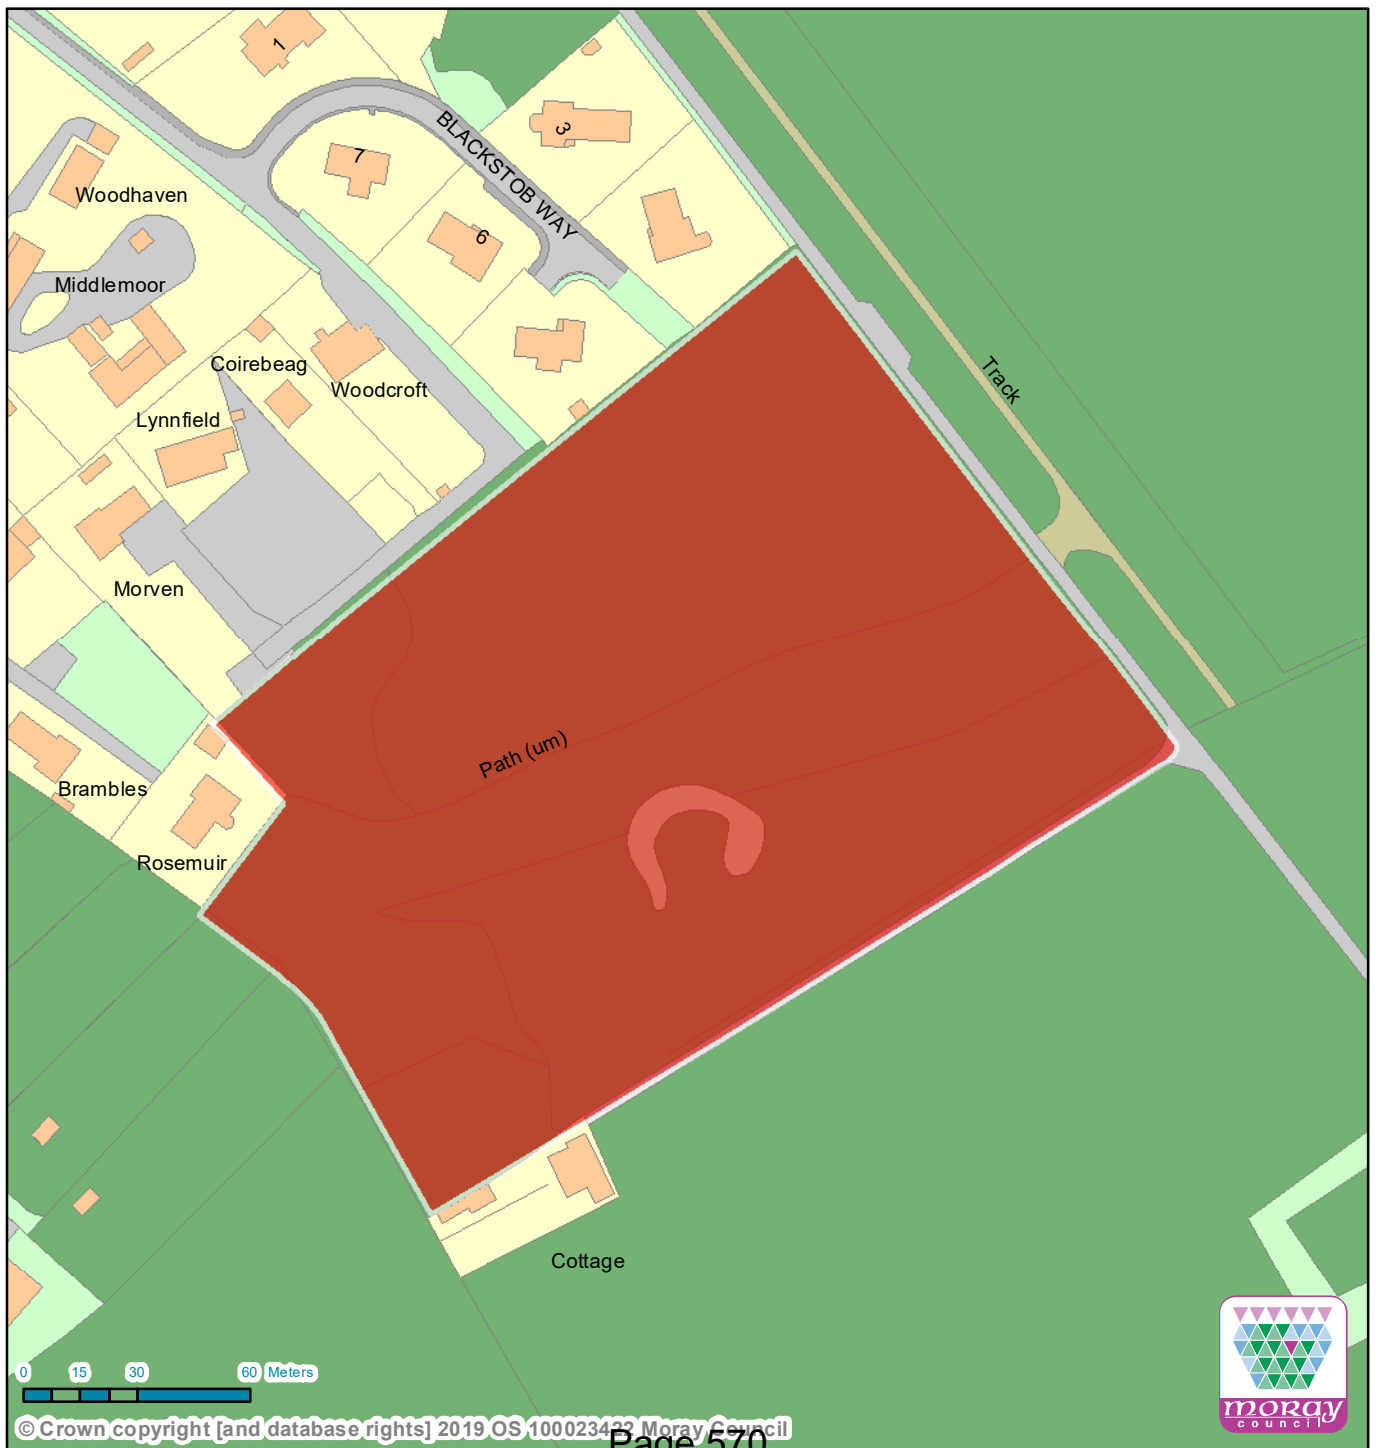 1
3
BLACKSTOB WAY
7
Woodhaven
6
Middlemoor
Coirebeag
Track
Woodcroft
Lynnfield
Morven
Path (um)
Brambles
Rosemuir
Cottage
0 15 30 60 Meters
moray
council
© Crown copyright [and database rights] 2019 OS 100023422 Moray Council
Page 570